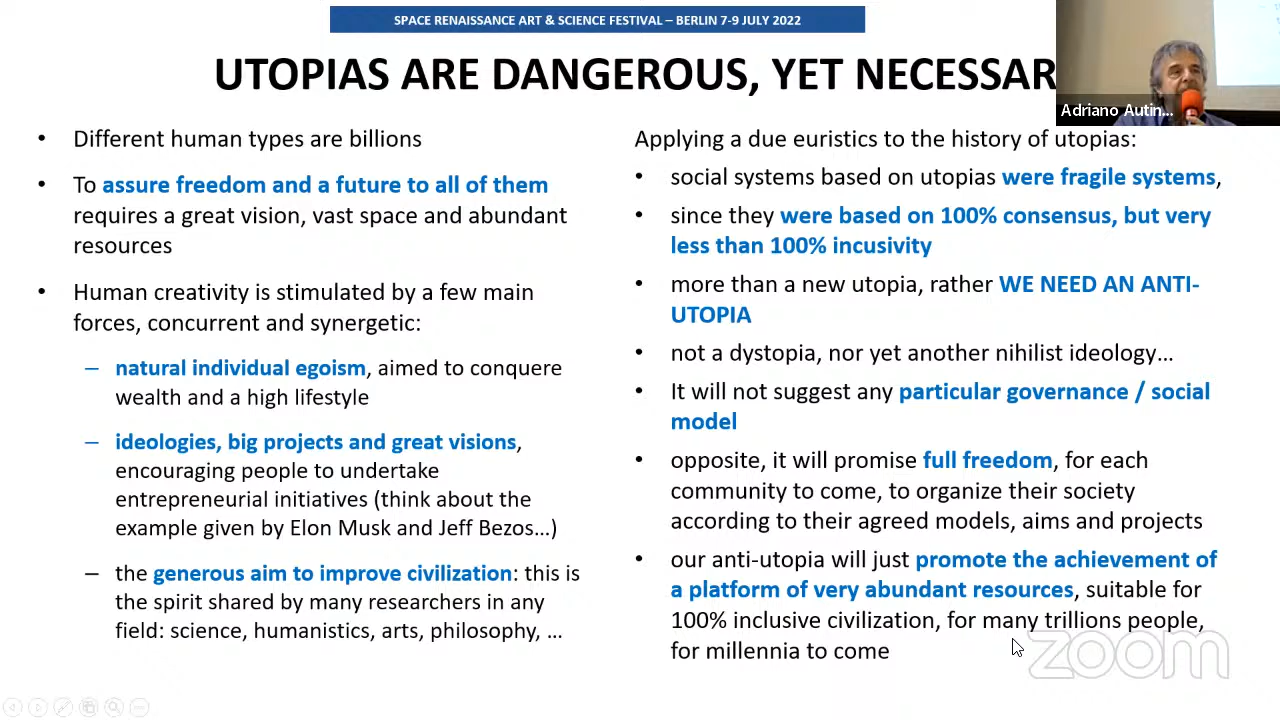 SPACE RENAISSANCE ART & SCIENCE FESTIVAL – BERLIN 7-9 JULY 2022
UTOPIAS ARE DANGEROUS, YET NECESSAR
Adriano Autin...
• Different human types are billions
• To assure freedom and a future to all of them
requires a great vision, vast space and abundant
resources
• Human creativity is stimulated by a few main
forces, concurrent and synergetic:
– natural individual egoism, aimed to conquere
wealth and a high lifestyle
– ideologies, big projects and great visions,
encouraging people to undertake
entrepreneurial initiatives (think about the
example given by Elon Musk and Jeff Bezos…)
– the generous aim to improve civilization: this is
the spirit shared by many researchers in any
field: science, humanistics, arts, philosophy, …
Applying a due euristics to the history of utopias:
• social systems based on utopias were fragile systems,
• since they were based on 100% consensus, but very
less than 100% incusivity
• more than a new utopia, rather WE NEED AN ANTI-
UTOPIA
• not a dystopia, nor yet another nihilist ideology…
• It will not suggest any particular governance / social
model
• opposite, it will promise full freedom, for each
community to come, to organize their society
according to their agreed models, aims and projects
• our anti-utopia will just promote the achievement of
a platform of very abundant resources, suitable for
100% inclusive civilization, for many trillions people,
for millennia to come
zoom